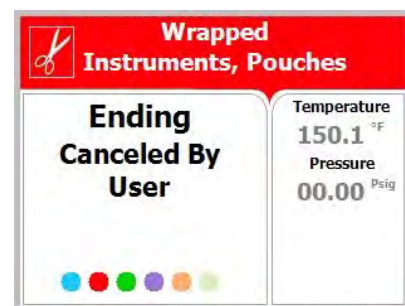 Wrapped
Instruments, Pouches
Ending
Canceled By
User
Temperature
150.1 °F
Pressure
00.00 Psig